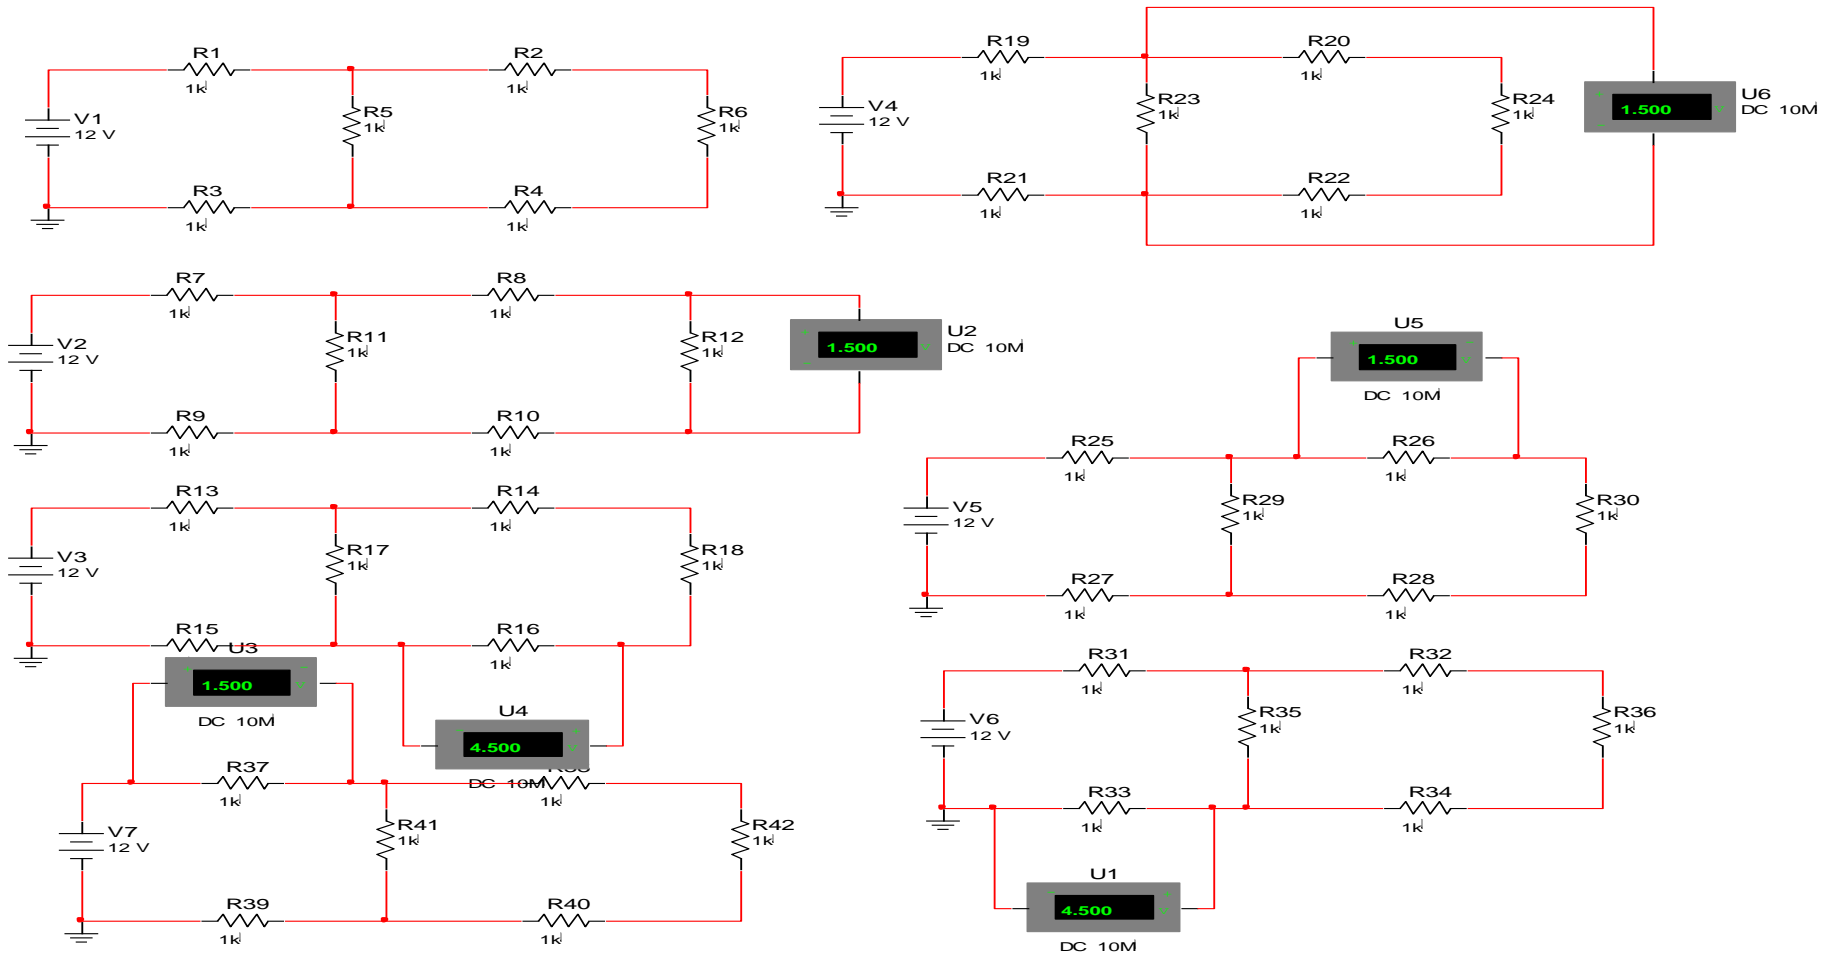 R1
1k
R2
1k
V1
12 V
R5
1k
R6
1k
R3
1k
R4
1k
R19
1k
R20
1k
V4
12 V
R23
1k
R24
1k
1.500
V
U6
DC 10M
R21
1k
R22
1k
R7
1k
R8
1k
V2
12 V
R11
1k
R12
1k
1.500
V
U2
DC 10M
R9
1k
R10
1k
U5
1.500
V
DC 10M
R25
1k
R26
1k
V5
12 V
R29
1k
R30
1k
R27
1k
R28
1k
R13
1k
R14
1k
V3
12 V
R17
1k
R18
1k
R15
R16
1k
U3
1.500
V
DC 10M
U4
4.500
V
DC 10M
R31
1k
R32
1k
V6
12 V
R35
1k
R36
1k
R33
1k
R34
1k
U1
4.500
V
DC 10M
R37
1k
1k
V7
12 V
R41
1k
R42
1k
R39
1k
R40
1k